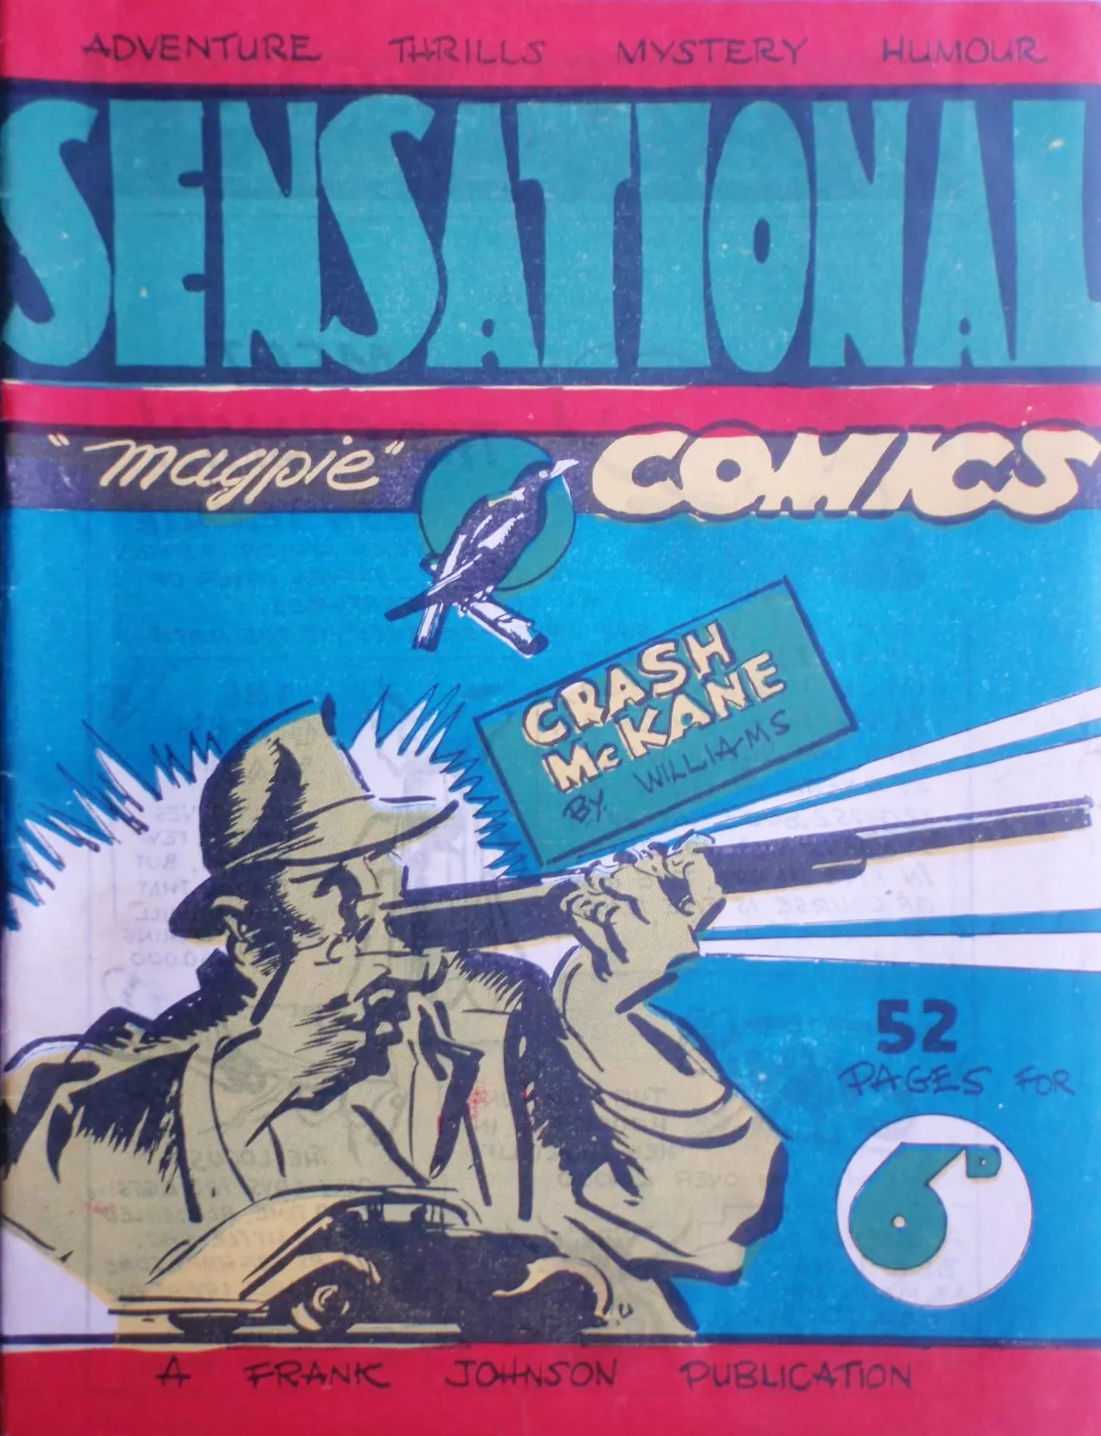 ADVENTURE THRILLS MYSTERY HUMOUR
SENSATIONAL
"magpie" COMICS
CRASH
McKANE
BY WILLIAMS
52
PAGES FOR
6D
A FRANK JOHNSON PUBLICATION